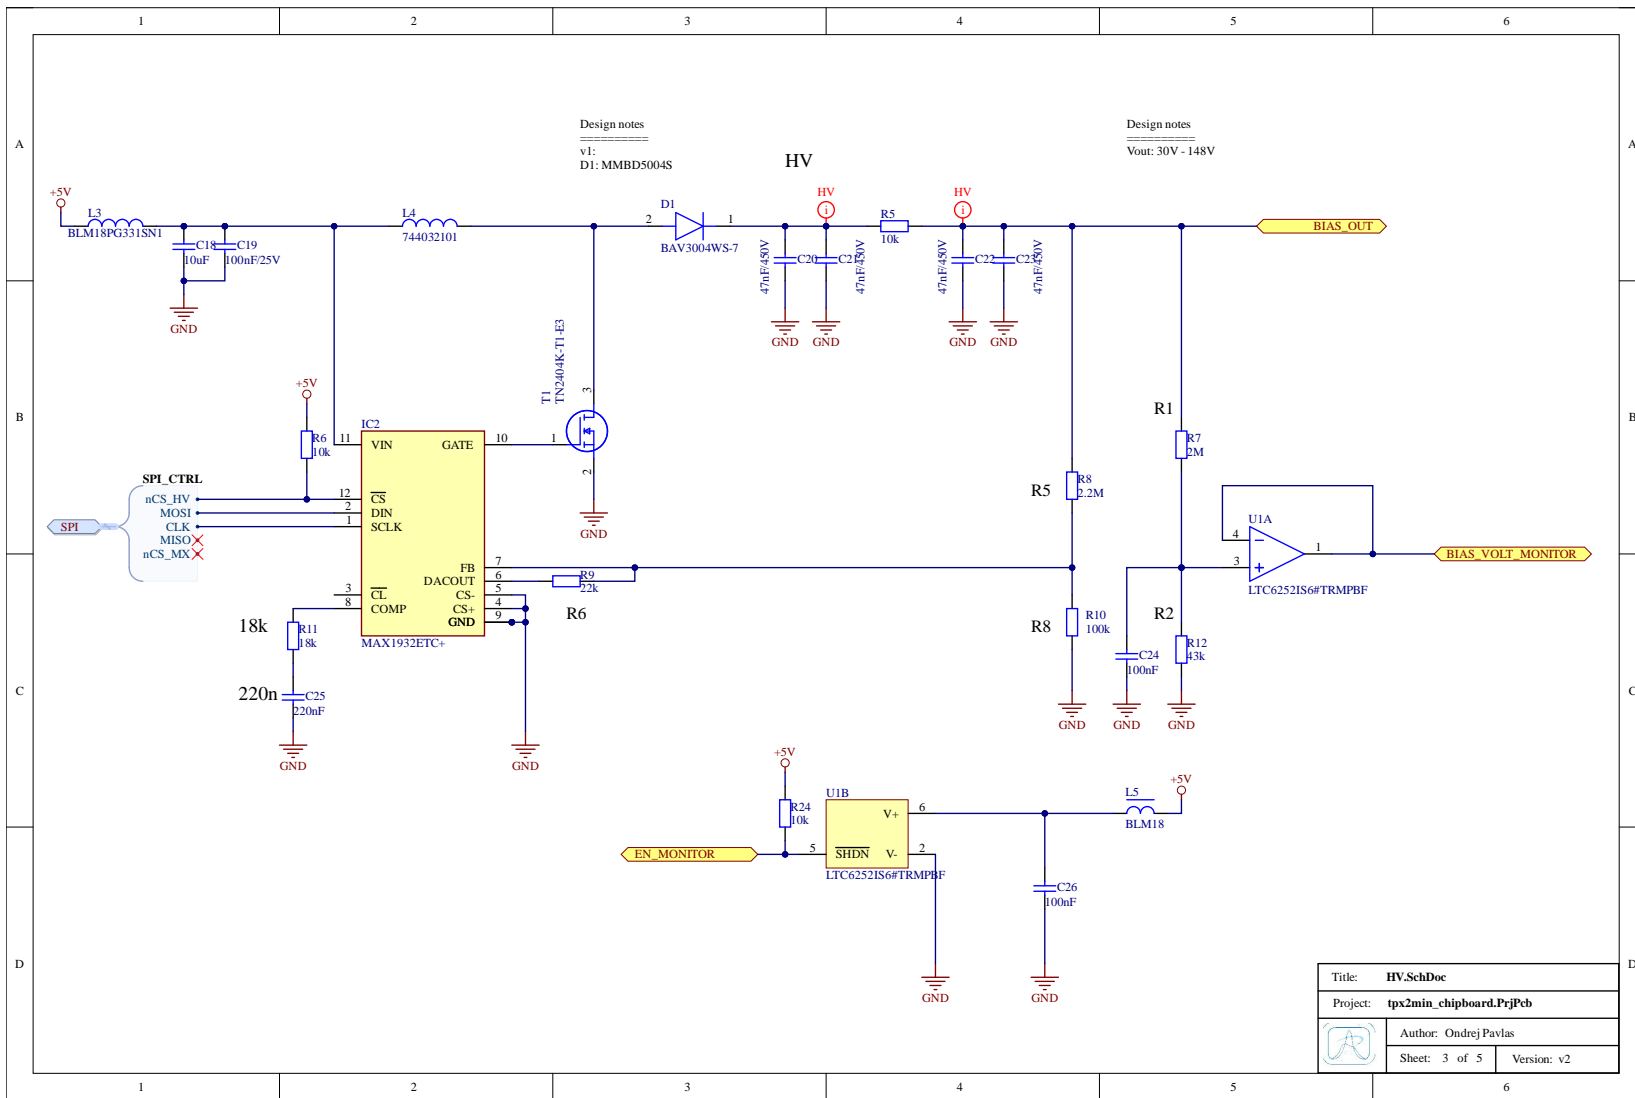 1 2 3 4 5 6
A A
Design notes
==========
v1:
D1: MMBD5004S
Design notes
==========
Vout: 30V - 148V
HV
+5V
L3
BLM18PG331SN1
C18
10uF
C19
100nF/25V
GND
L4
744032101
D1
2 1
BAV3004WS-7
HV
HV
R5
10k
C20
47nF/450V
C21
47nF/450V
C22
47nF/450V
C23
47nF/450V
GND GND GND GND
BIAS_OUT
B B
T1
TN2404K-T1-E3
3
1
2
GND
+5V
R6
10k
IC2
11 VIN
GATE 10
12 CS
2 DIN
1 SCLK
FB 7
DACOUT 6
3 CL
CS- 5
8 COMP
CS+ 4
GND 9
MAX1932ETC+
SPI_CTRL
nCS_HV
MOSI
CLK
MISO
nCS_MX
SPI
R9
22k
R6
R5
R8
2.2M
R1
R7
2M
R8
R10
100k
R2
R12
43k
C24
100nF
GND GND GND
U1A
4
3
1
LTC6252IS6#TRMPBF
BIAS_VOLT_MONITOR
C C
18k
R11
18k
220n
C25
220nF
GND
GND
+5V
R24
10k
EN_MONITOR
U1B
V+ 6
5 SHDN
V- 2
LTC6252IS6#TRMPBF
L5
BLM18
+5V
C26
100nF
GND GND
D D
Title: HV.SchDoc
Project: tpx2min_chipboard.PrjPcb
Author: Ondrej Pavlas
Sheet: 3 of 5
Version: v2
1 2 3 4 5 6